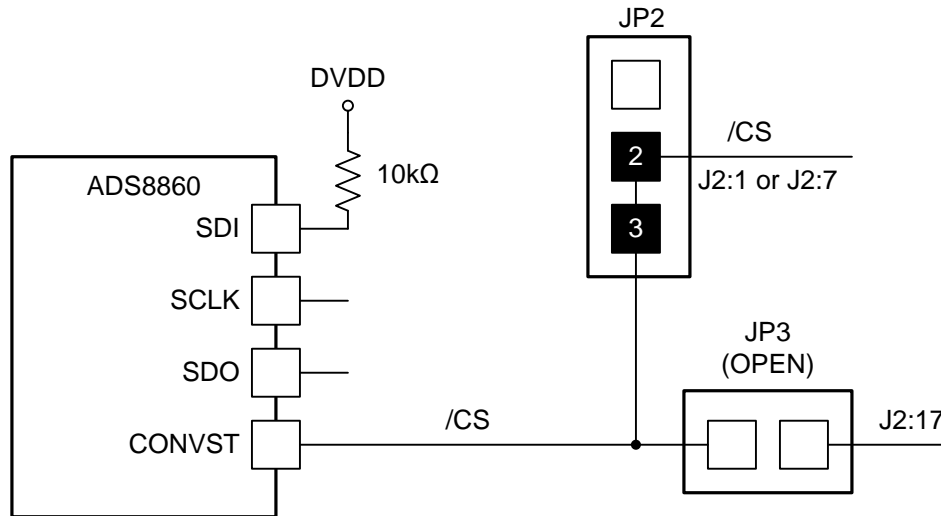 JP2
DVDD
10kΩ
2
/CS
J2:1 or J2:7
3
ADS8860
SDI
SCLK
SDO
CONVST
/CS
JP3
(OPEN)
J2:17